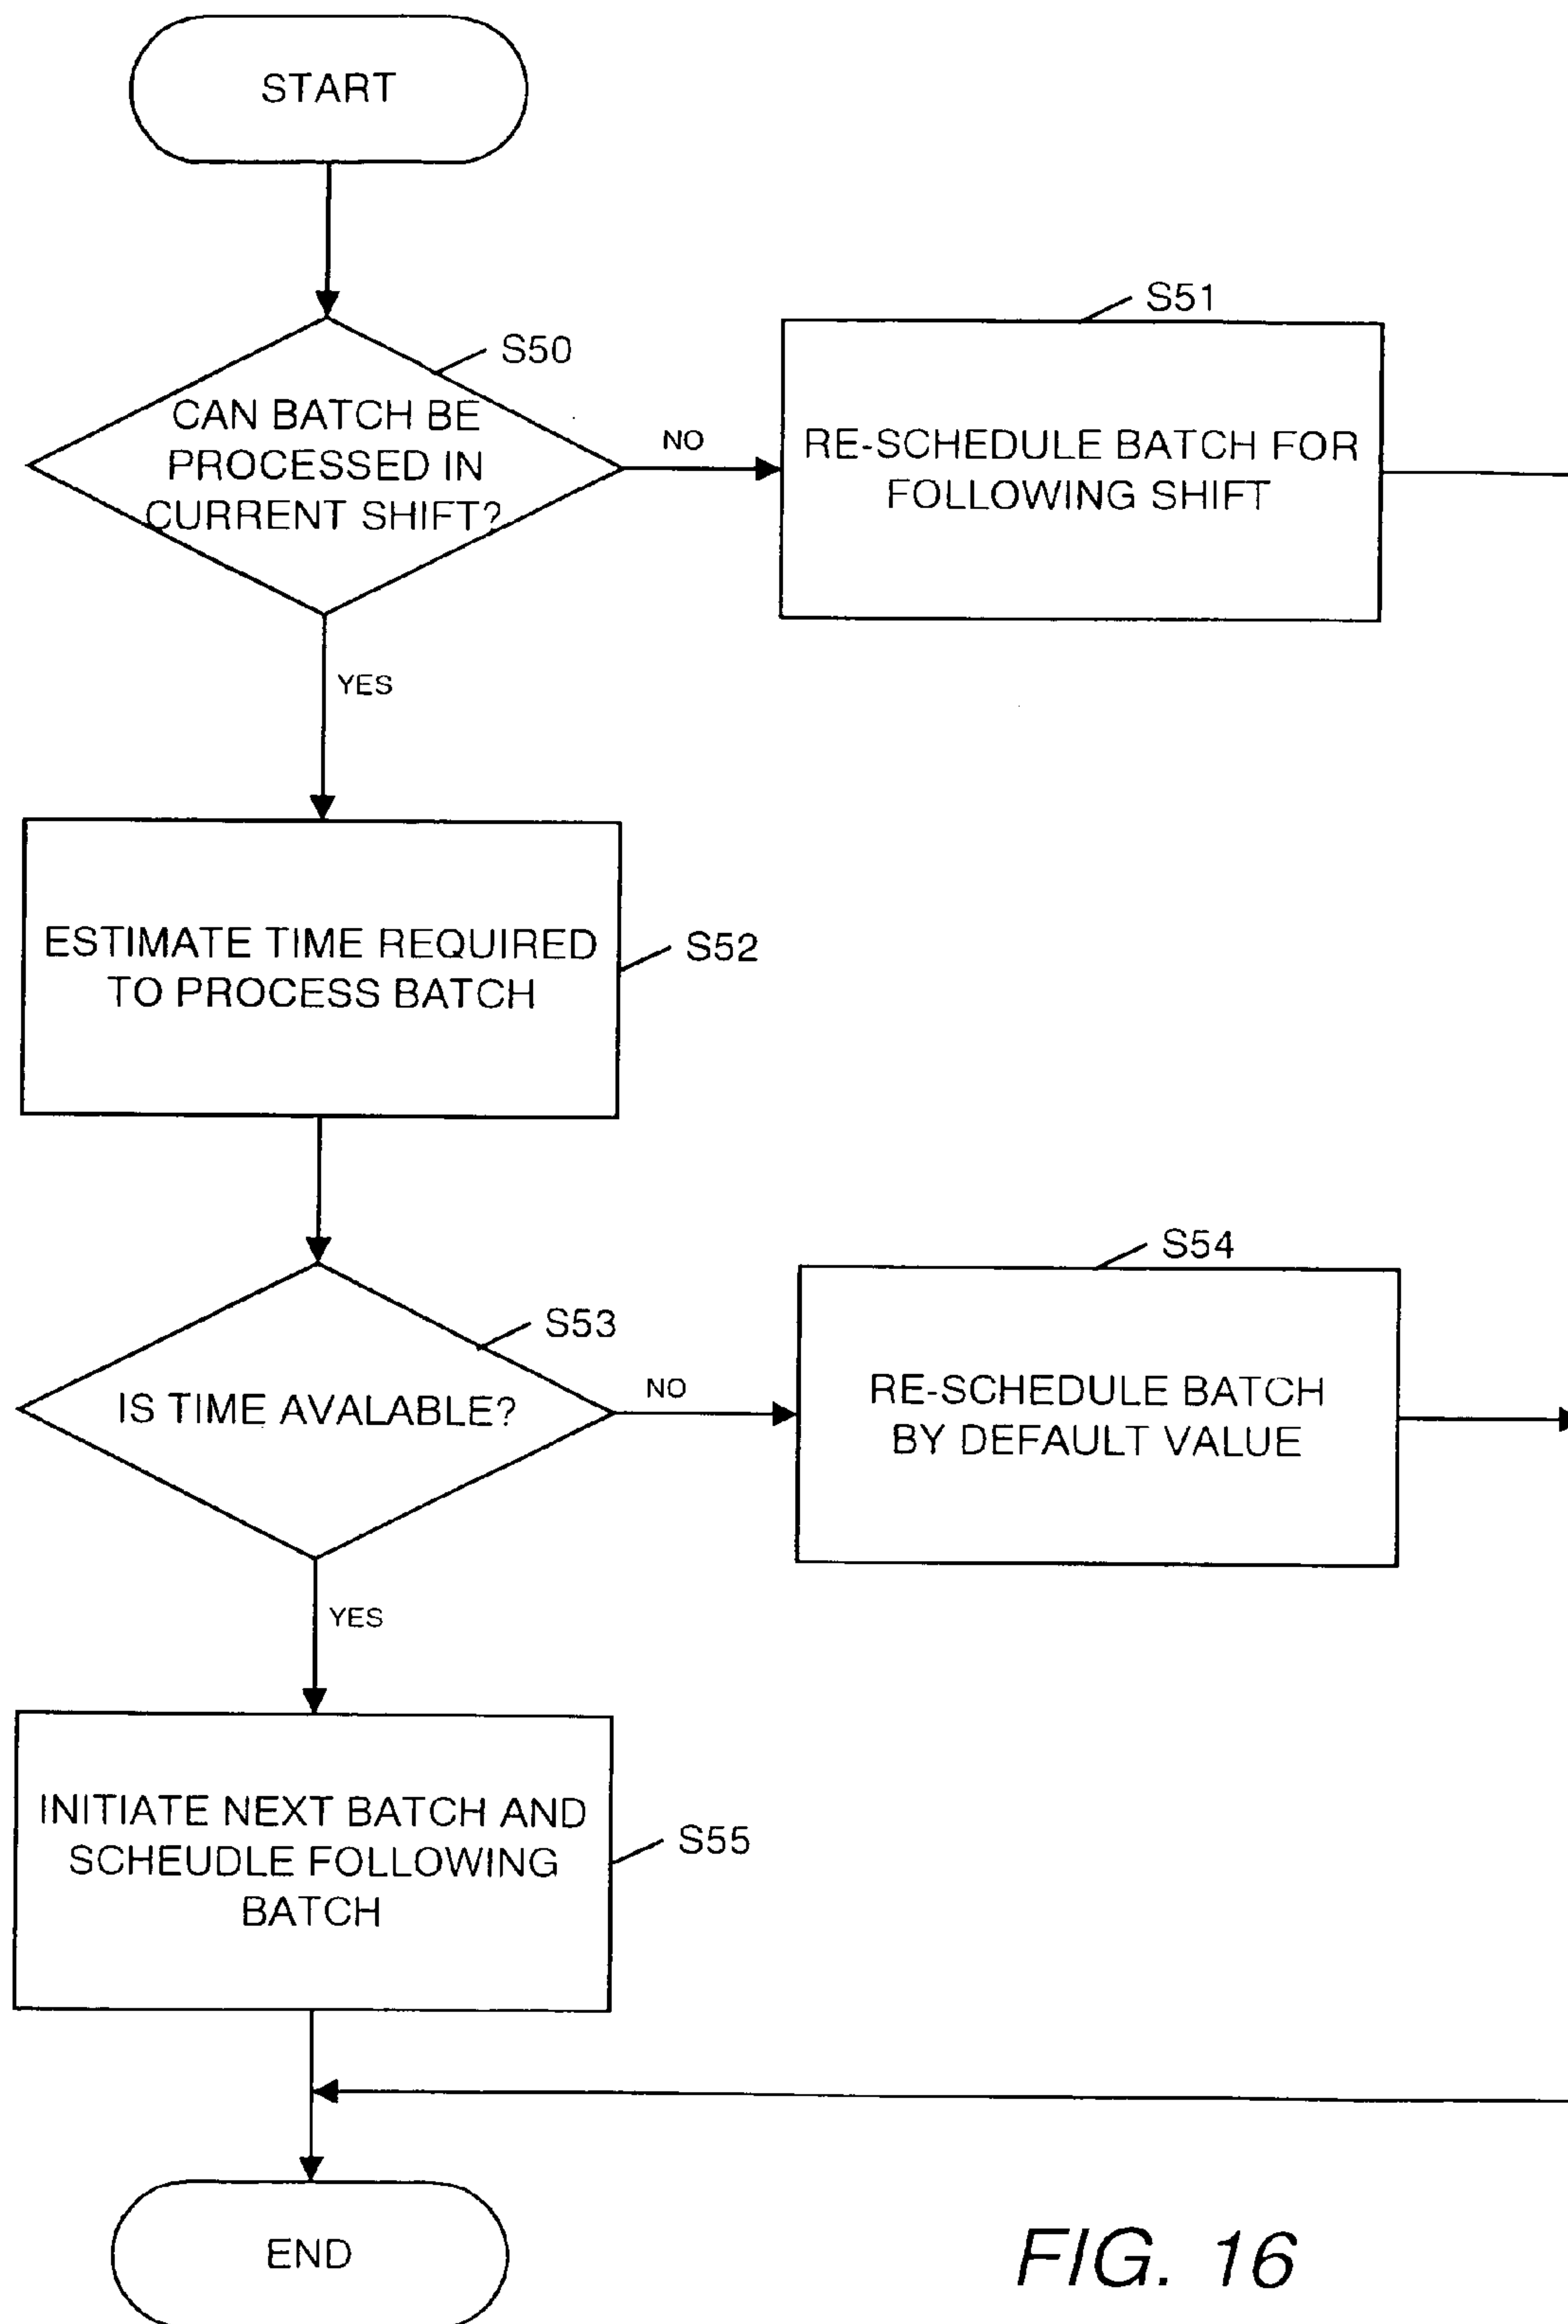 START
S50
CAN BATCH BE
PROCESSED IN
CURRENT SHIFT?
NO
S51
RE-SCHEDULE BATCH FOR
FOLLOWING SHIFT
YES
ESTIMATE TIME REQUIRED
TO PROCESS BATCH
S52
S53
IS TIME AVALABLE?
NO
S54
RE-SCHEDULE BATCH
BY DEFAULT VALUE
YES
INITIATE NEXT BATCH AND
SCHEUDLE FOLLOWING
BATCH
S55
END
FIG. 16